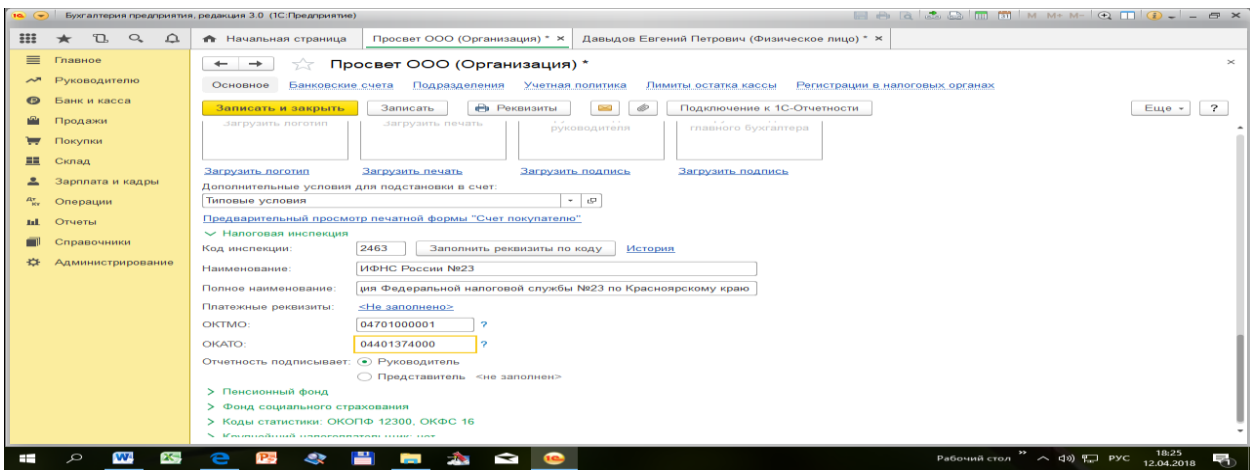 1С Бухгалтерия предприятия, редакция 3.0 (1С:Предприятие) M M+ M-
Начальная страница Просвет ООО (Организация) * × Давыдов Евгений Петрович (Физическое лицо) * ×
Главное
Руководителю
Банк и касса
Продажи
Покупки
Склад
Зарплата и кадры
Операции
Отчеты
Справочники
Администрирование
Просвет ООО (Организация) *
Основное Банковские счета Подразделения Учетная политика Лимиты остатка кассы Регистрации в налоговых органах
Записать и закрыть Записать Реквизиты Подключение к 1С-Отчетности Еще ?
Загрузить логотип Загрузить печать руководителя главного бухгалтера
Загрузить логотип Загрузить печать Загрузить подпись Загрузить подпись
Дополнительные условия для подстановки в счет:
Типовые условия
Предварительный просмотр печатной формы "Счет покупателю"
Налоговая инспекция
Код инспекции: 2463 Заполнить реквизиты по коду История
Наименование: ИФНС России №23
Полное наименование: ция Федеральной налоговой службы №23 по Красноярскому краю
Платежные реквизиты: <Не заполнено>
ОКТМО: 04701000001 ?
ОКАТО: 04401374000 ?
Отчетность подписывает: Руководитель
Представитель <не заполнен>
Пенсионный фонд
Фонд социального страхования
Коды статистики: ОКОПФ 12300, ОКФС 16
Крупнейший налогоплательщик: нет
Рабочий стол » РУС 18:25
12.04.2018